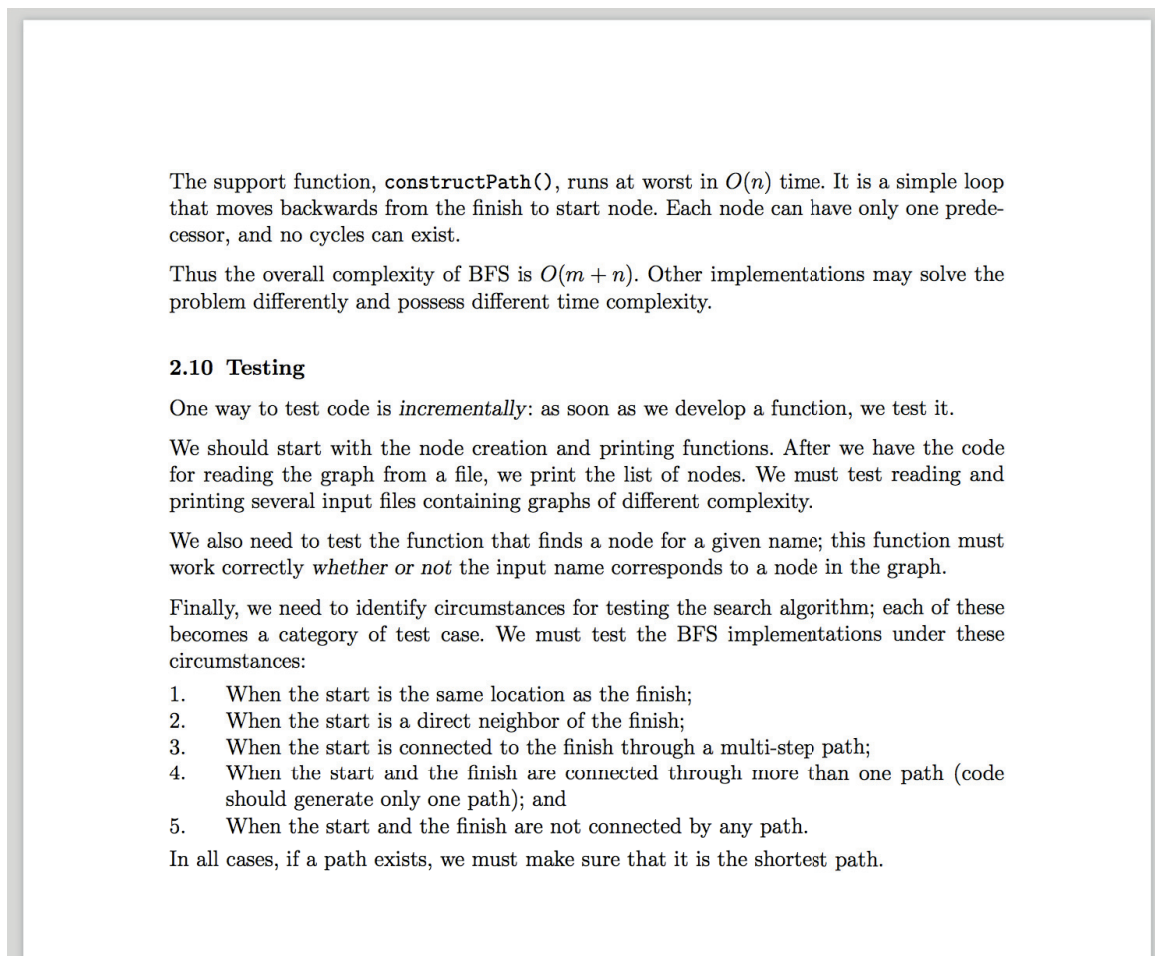 The support function, constructPath(), runs at worst in O(n) time. It is a simple loop
that moves backwards from the finish to start node. Each node can have only one prede-
cessor, and no cycles can exist.
Thus the overall complexity of BFS is O(m + n). Other implementations may solve the
problem differently and possess different time complexity.
2.10 Testing
One way to test code is incrementally: as soon as we develop a function, we test it.
We should start with the node creation and printing functions. After we have the code
for reading the graph from a file, we print the list of nodes. We must test reading and
printing several input files containing graphs of different complexity.
We also need to test the function that finds a node for a given name; this function must
work correctly whether or not the input name corresponds to a node in the graph.
Finally, we need to identify circumstances for testing the search algorithm; each of these
becomes a category of test case. We must test the BFS implementations under these
circumstances:
1. When the start is the same location as the finish;
2. When the start is a direct neighbor of the finish;
3. When the start is connected to the finish through a multi-step path;
4. When the start and the finish are connected through more than one path (code
should generate only one path); and
5. When the start and the finish are not connected by any path.
In all cases, if a path exists, we must make sure that it is the shortest path.